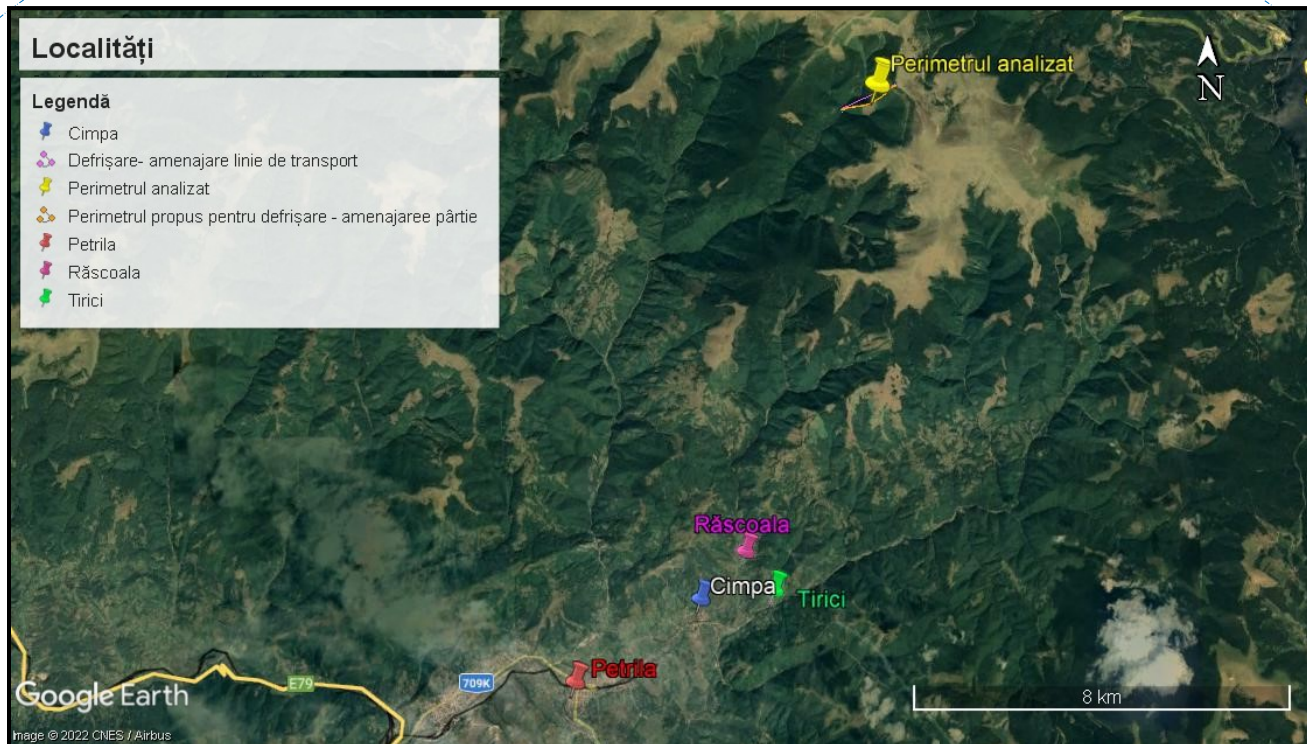 Localități
Legendă
Cimpa
Defrișare- amenajare linie de transport
Perimetrul analizat
Perimetrul propus pentru defrișare - amenajaree pârtie
Petrila
Răscoala
Tirici
Perimetrul analizat
N
Răscoala
Cimpa
Tirici
Petrila
E79
709K
8 km
Google Earth
Image © 2022 CNES / Airbus